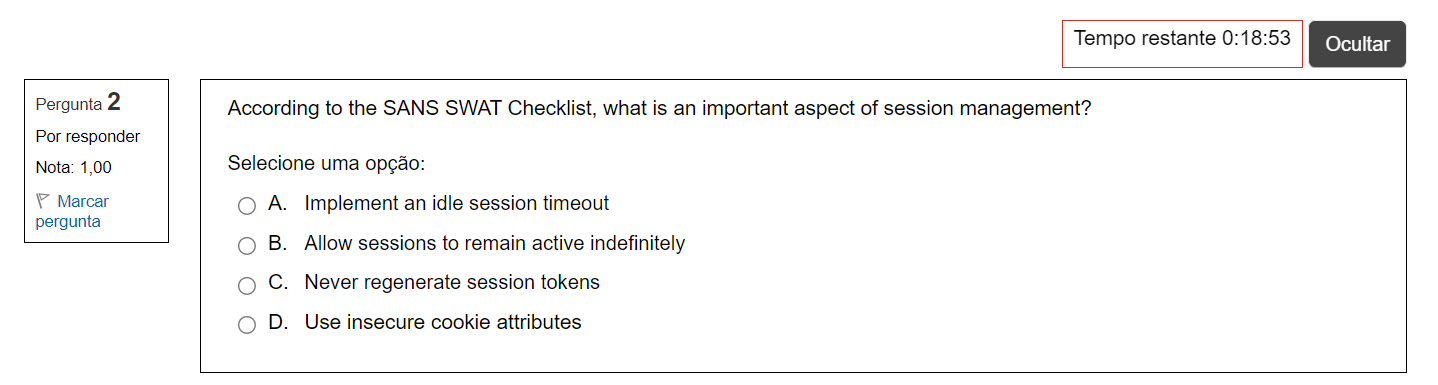 Tempo restante 0:18:53
Ocultar
Pergunta 2
Por responder
Nota: 1,00
Marcar
pergunta
According to the SANS SWAT Checklist, what is an important aspect of session management?
Selecione uma opção:
A. Implement an idle session timeout
B. Allow sessions to remain active indefinitely
C. Never regenerate session tokens
D. Use insecure cookie attributes